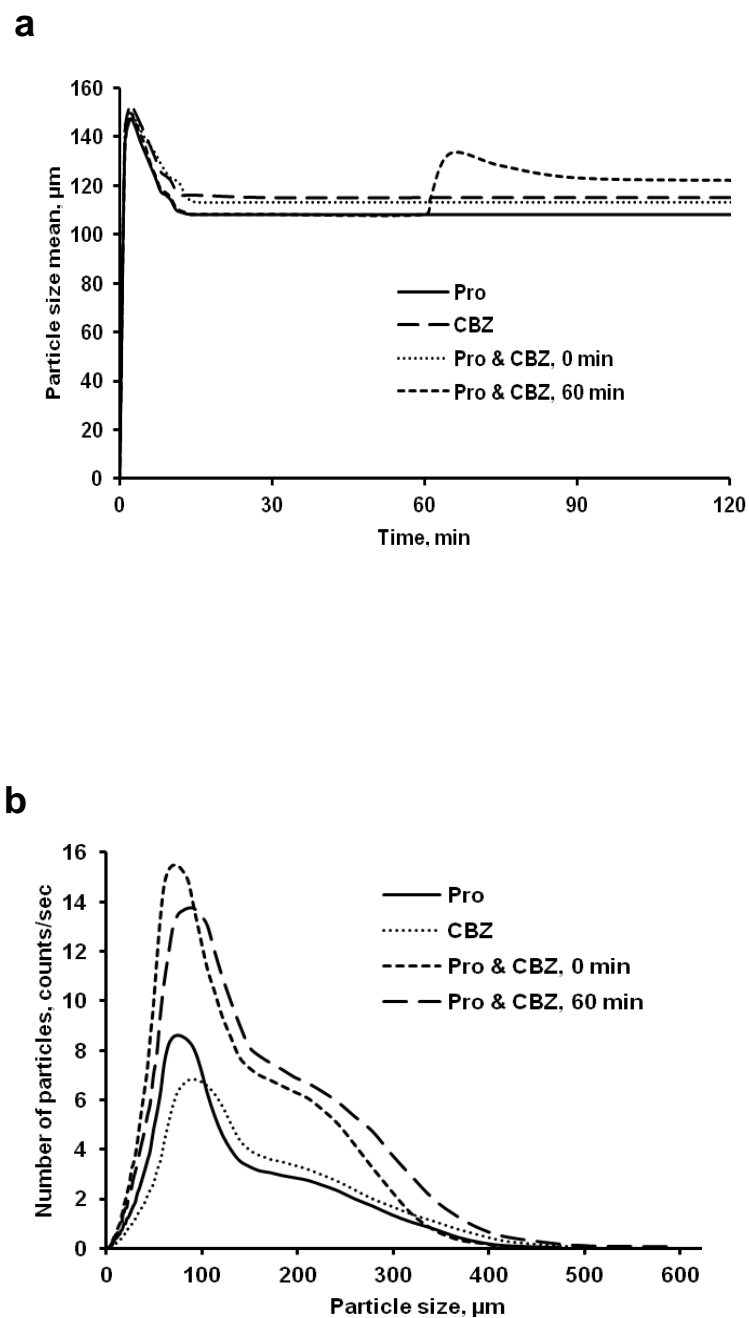 a
160
140
120
100
80
60
40
20
0
Particle size mean, µm
0 30 60 90 120
Time, min
Pro
CBZ
Pro & CBZ, 0 min
Pro & CBZ, 60 min
b
16
14
12
10
8
6
4
2
0
Number of particles, counts/sec
0 100 200 300 400 500 600
Particle size, µm
Pro
CBZ
Pro & CBZ, 0 min
Pro & CBZ, 60 min